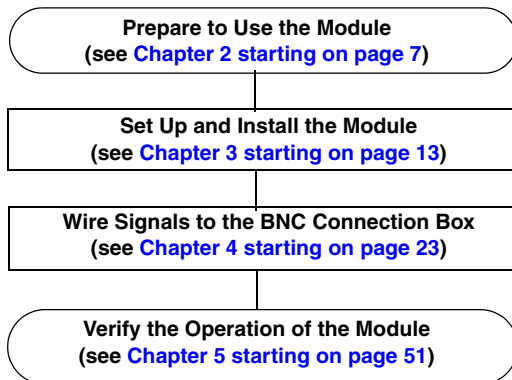 Prepare to Use the Module
(see Chapter 2 starting on page 7)
Set Up and Install the Module
(see Chapter 3 starting on page 13)
Wire Signals to the BNC Connection Box
(see Chapter 4 starting on page 23)
Verify the Operation of the Module
(see Chapter 5 starting on page 51)